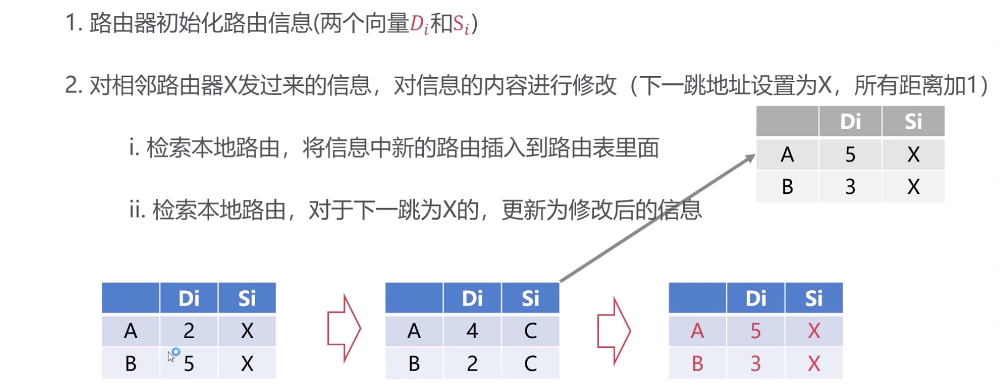 1. 路由器初始化路由信息(两个向量Di和Si)
2. 对相邻路由器X发过来的信息，对信息的内容进行修改（下一跳地址设置为X，所有距离加1）
Di Si
A 5 X
B 3 X
i. 检索本地路由，将信息中新的路由插入到路由表里面
ii. 检索本地路由，对于下一跳为X的，更新为修改后的信息
Di Si
A 2 X
B 5 X
Di Si
A 4 C
B 2 C
Di Si
A 5 X
B 3 X